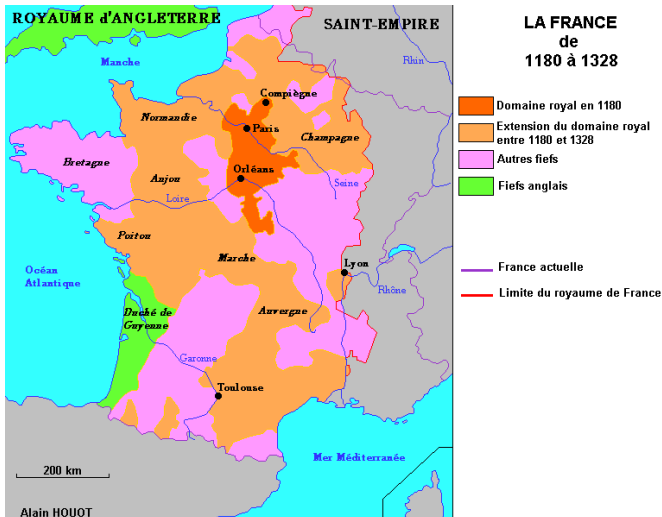 ROYAUME d'ANGLETERRE
SAINT-EMPIRE
Manche
Rhin
Compiègne
Normandie
Paris
Champagne
Bretagne
Anjou
Orléans
Loire
Seine
Poitou
Marche
Lyon
Océan
Atlantique
Rhône
Duché de
Guyenne
Auvergne
Garonne
Toulouse
Mer Méditerranée
200 km
Alain HOUOT
LA FRANCE
de
1180 à 1328
Domaine royal en 1180
Extension du domaine royal
entre 1180 et 1328
Autres fiefs
Fiefs anglais
France actuelle
Limite du royaume de France